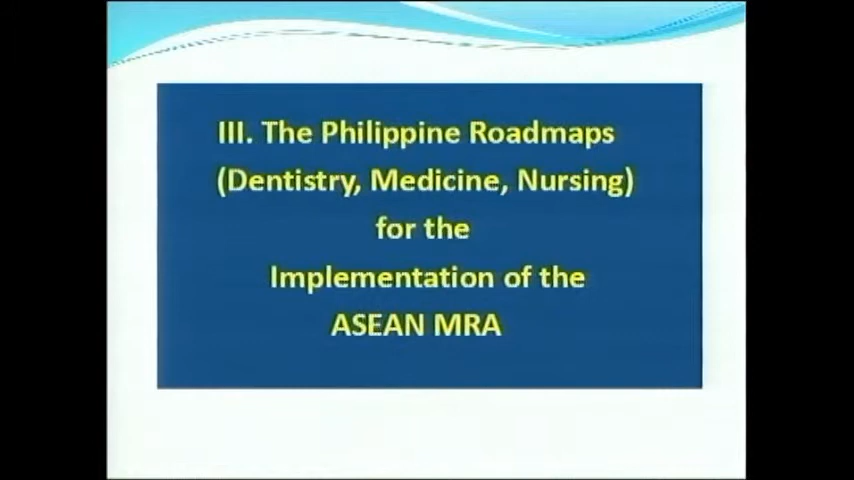 III. The Philippine Roadmaps
(Dentistry, Medicine, Nursing)
for the
Implementation of the
ASEAN MRA